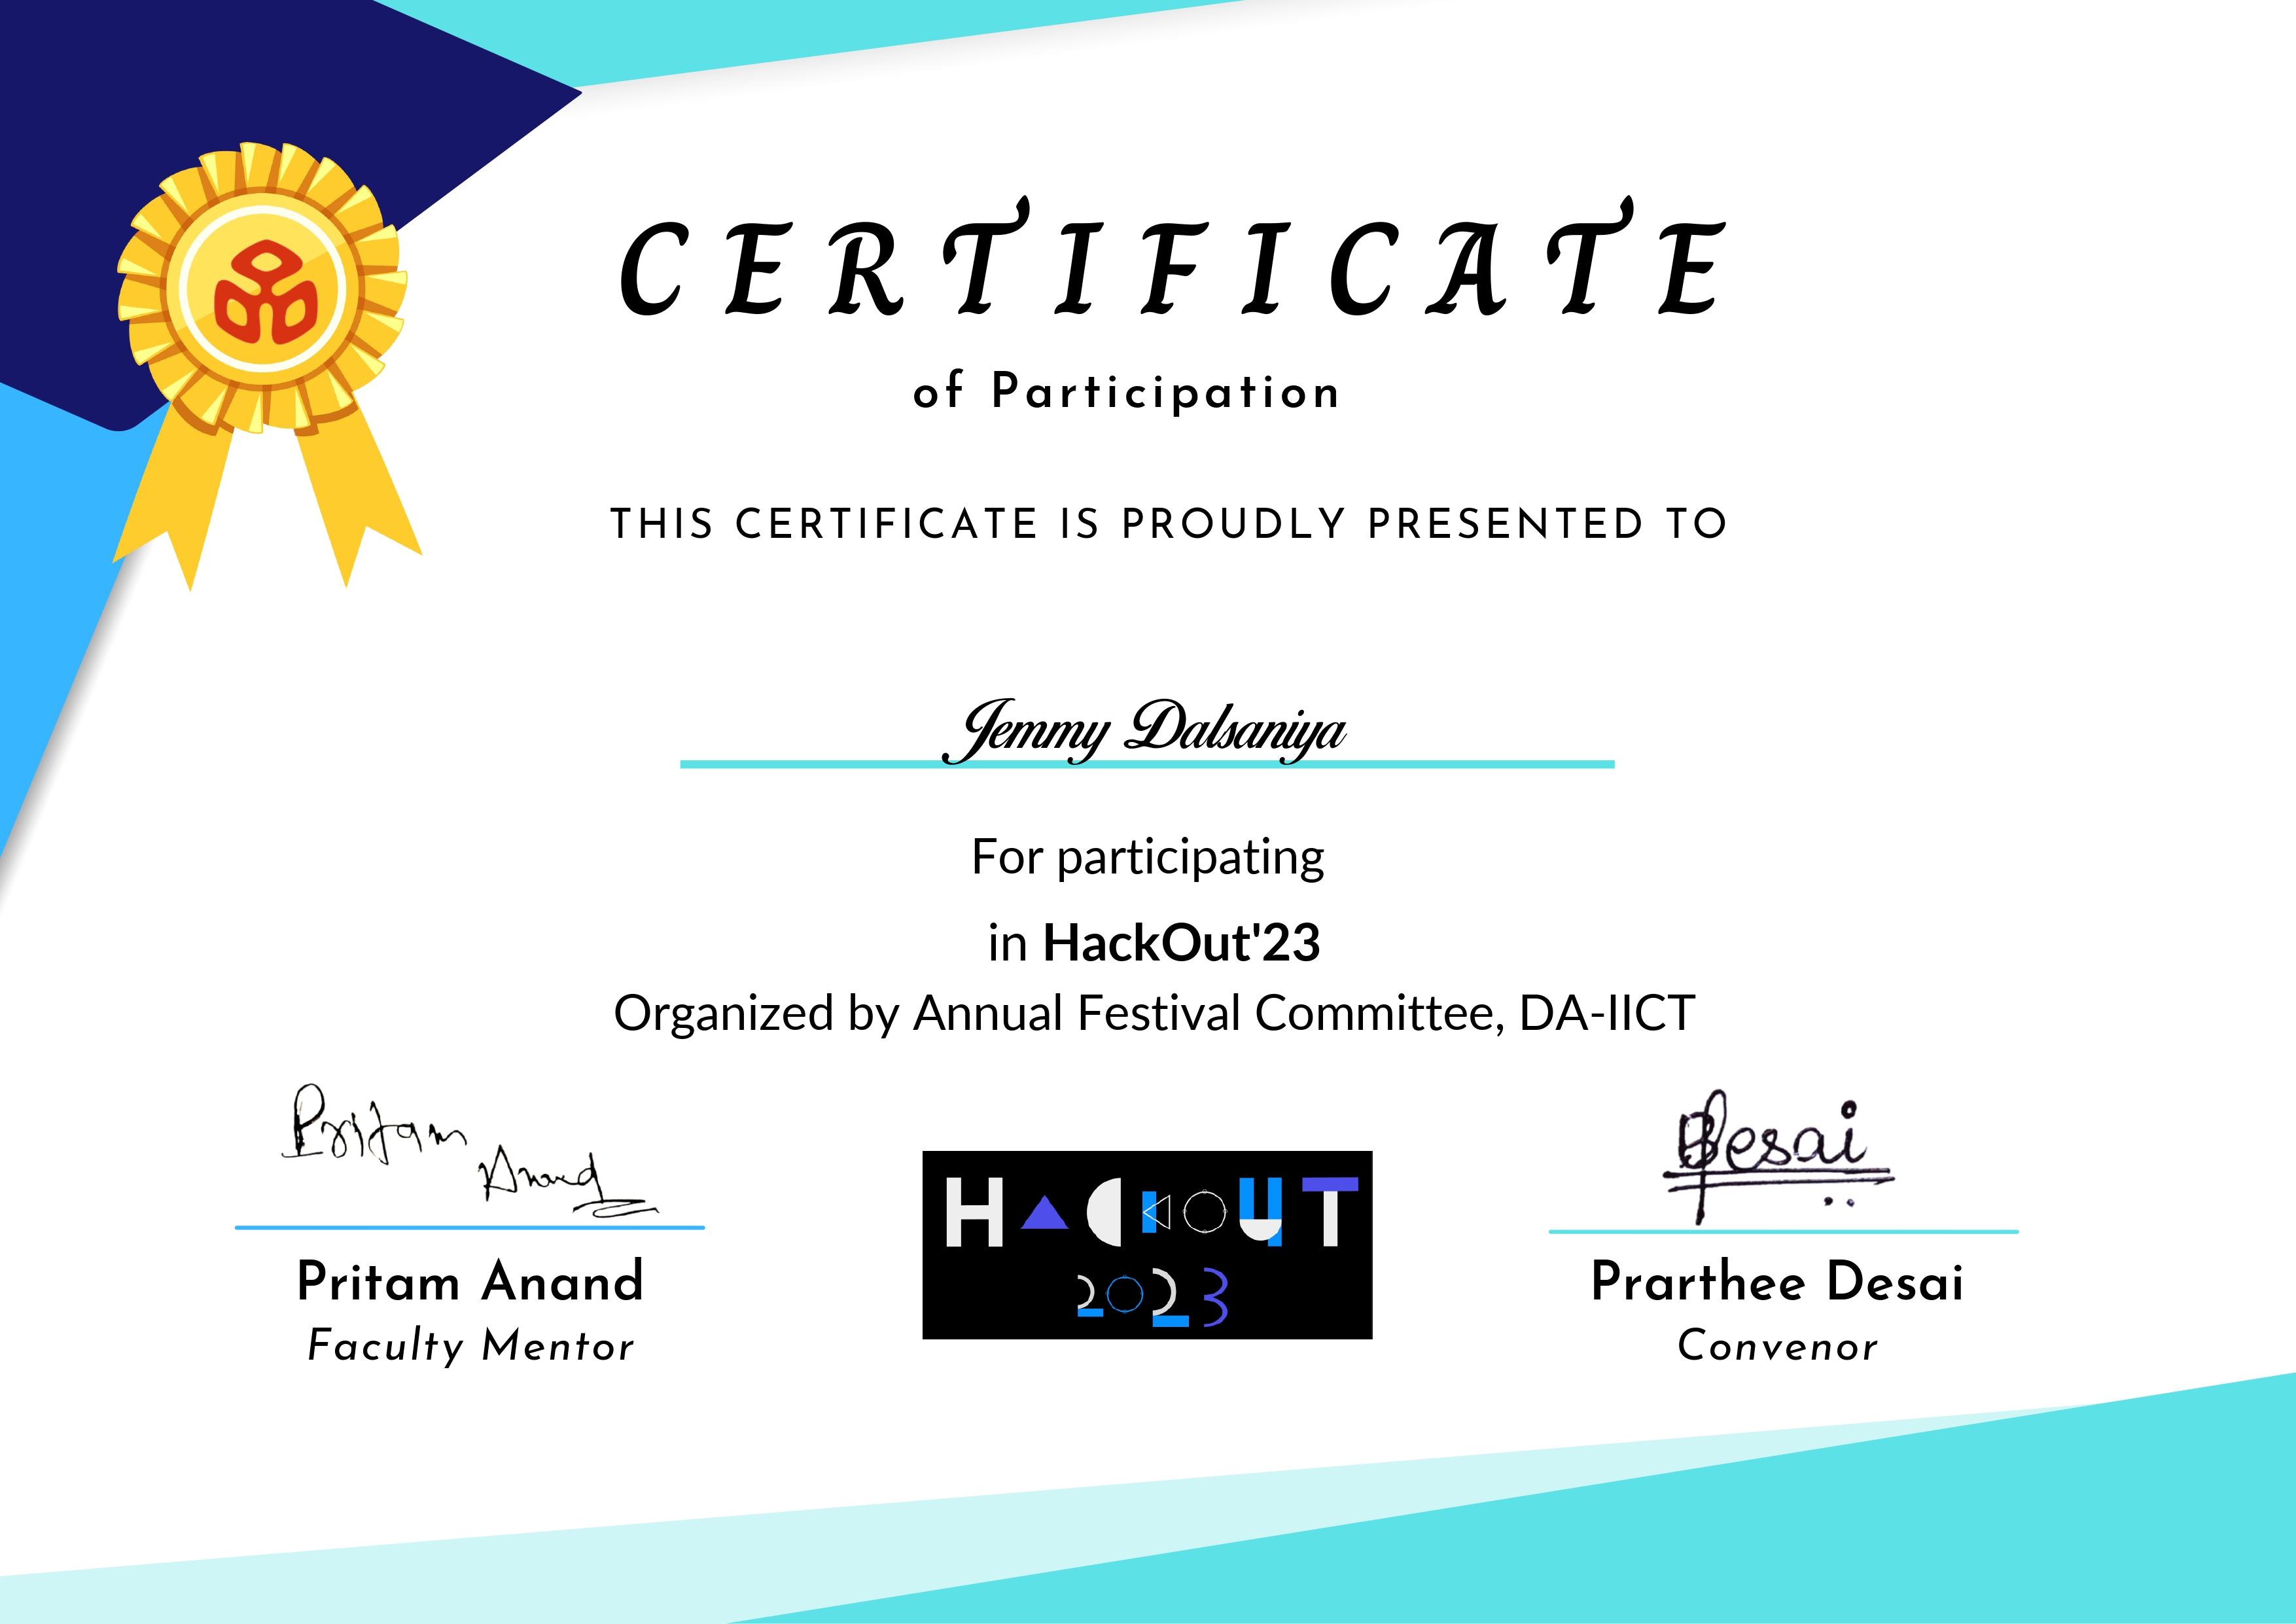 CERTIFICATE
of Participation
THIS CERTIFICATE IS PROUDLY PRESENTED TO
Jemmy Dalsaniya
For participating
in HackOut'23
Organized by Annual Festival Committee, DA-IICT
Pritam
Anand
Desai
HACKOUT
2023
Pritam Anand
Faculty Mentor
Prarthee Desai
Convenor